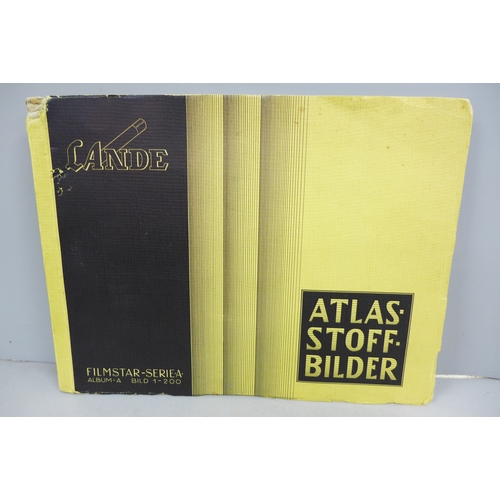 LANDE
FILMSTAR-SERIE·A·
ALBUM·A BILD 1-200
ATLAS·
STOFF·
BILDER